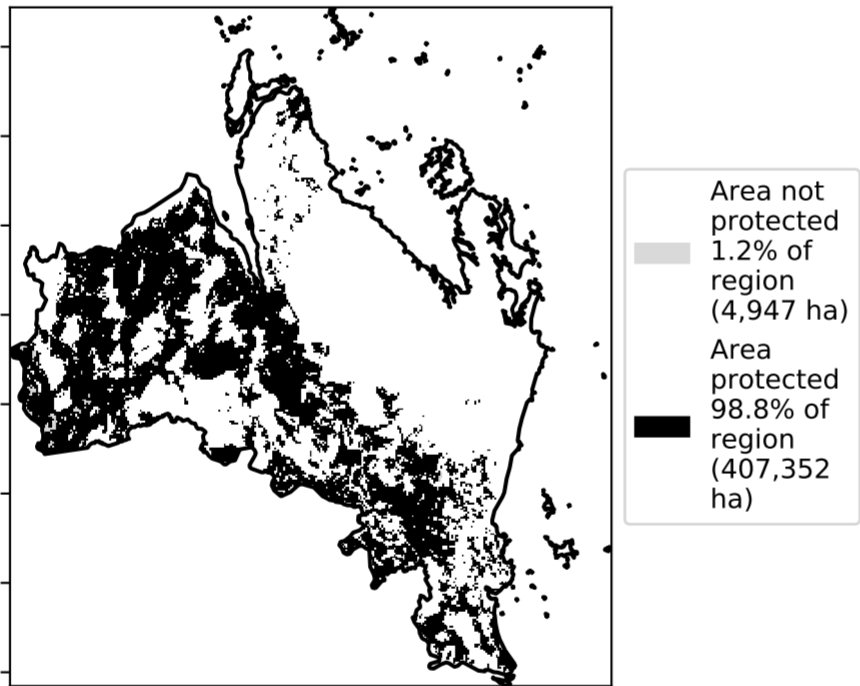 Area not
protected
1.2% of
region
(4,947 ha)
Area
protected
98.8% of
region
(407,352
ha)